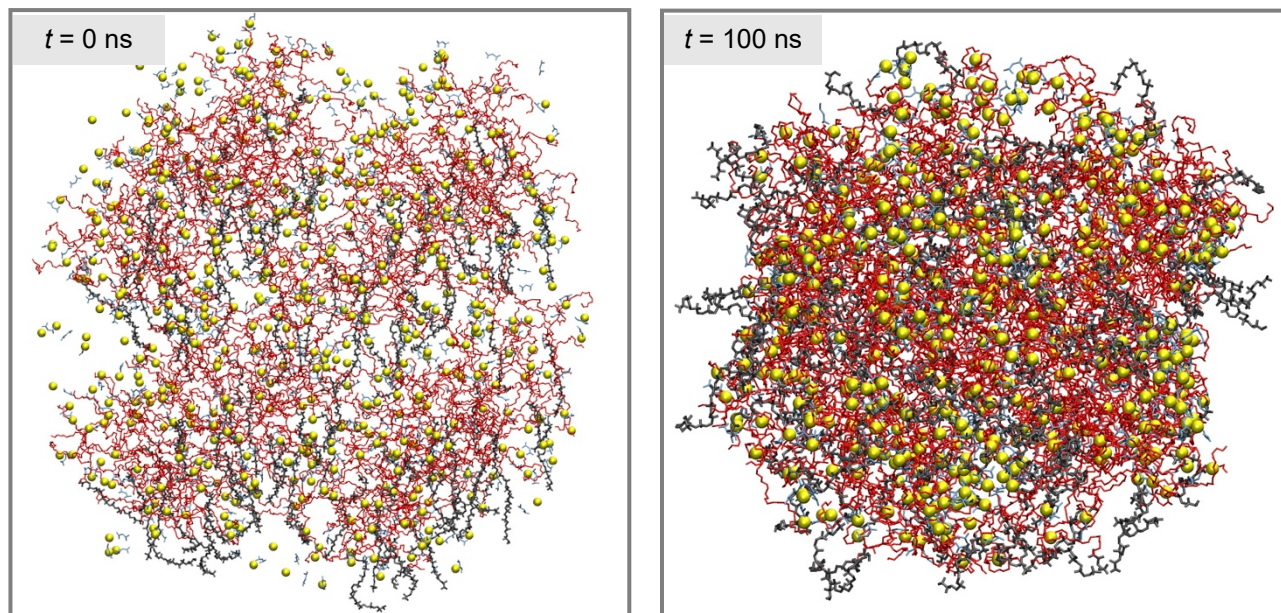 t = 0 ns
t = 100 ns